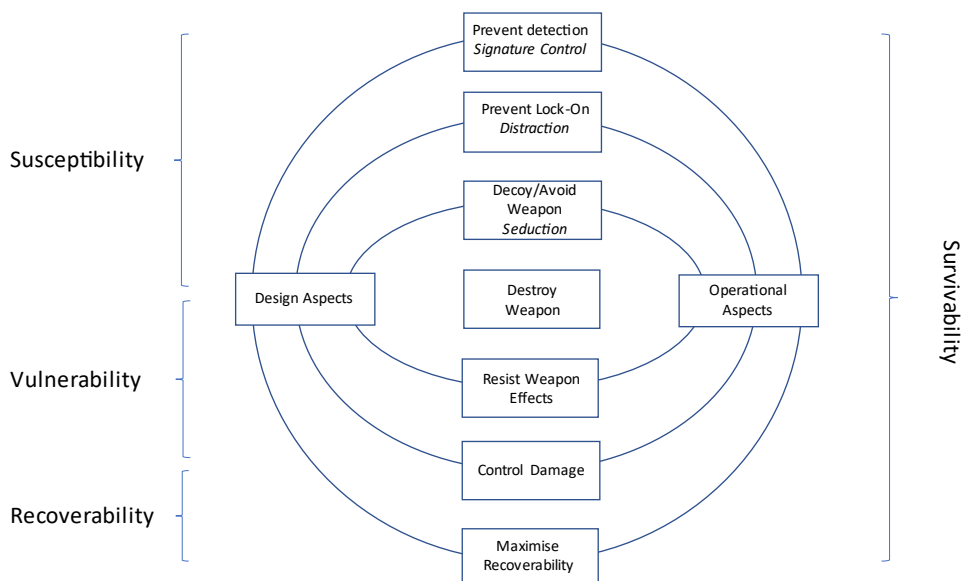 Prevent detection
Signature Control
Prevent Lock-On
Distraction
Susceptibility
Decoy/Avoid
Weapon
Seduction
Design Aspects
Destroy
Weapon
Operational
Aspects
Survivability
Vulnerability
Resist Weapon
Effects
Control Damage
Recoverability
Maximise
Recoverability